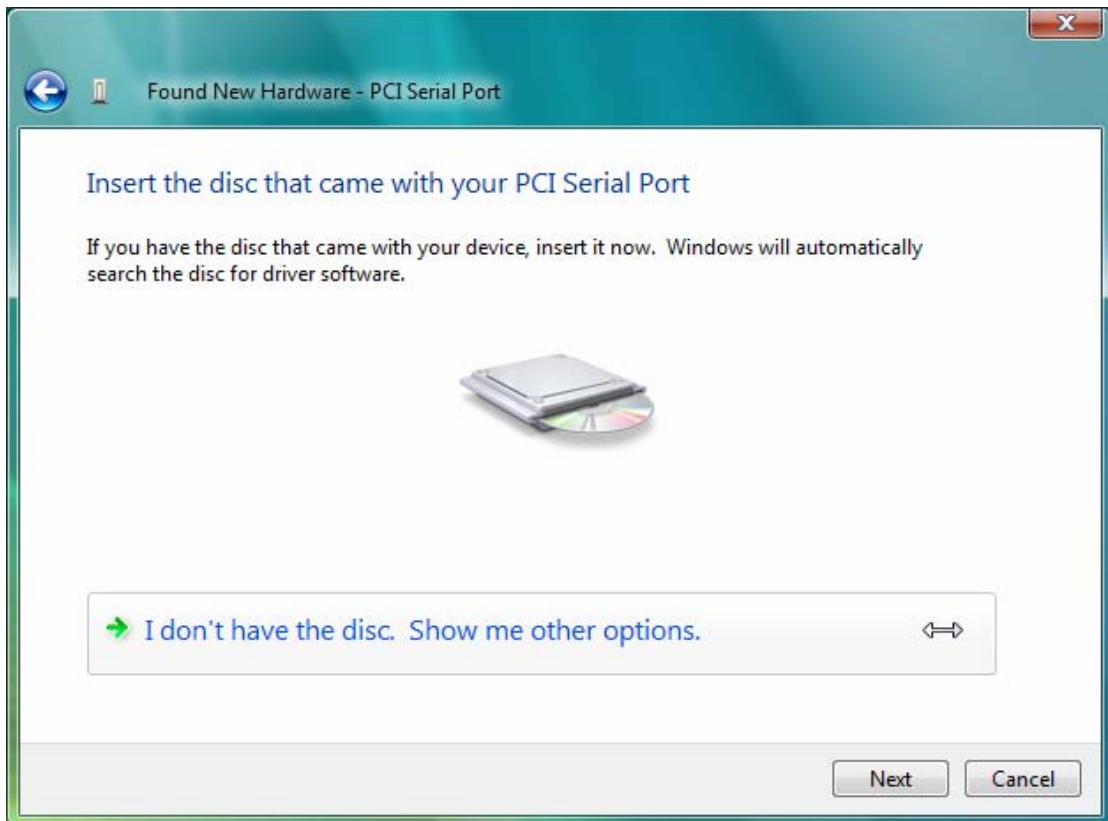 Found New Hardware - PCI Serial Port
Insert the disc that came with your PCI Serial Port
If you have the disc that came with your device, insert it now.  Windows will automatically
search the disc for driver software.
I don't have the disc.  Show me other options.
Next Cancel